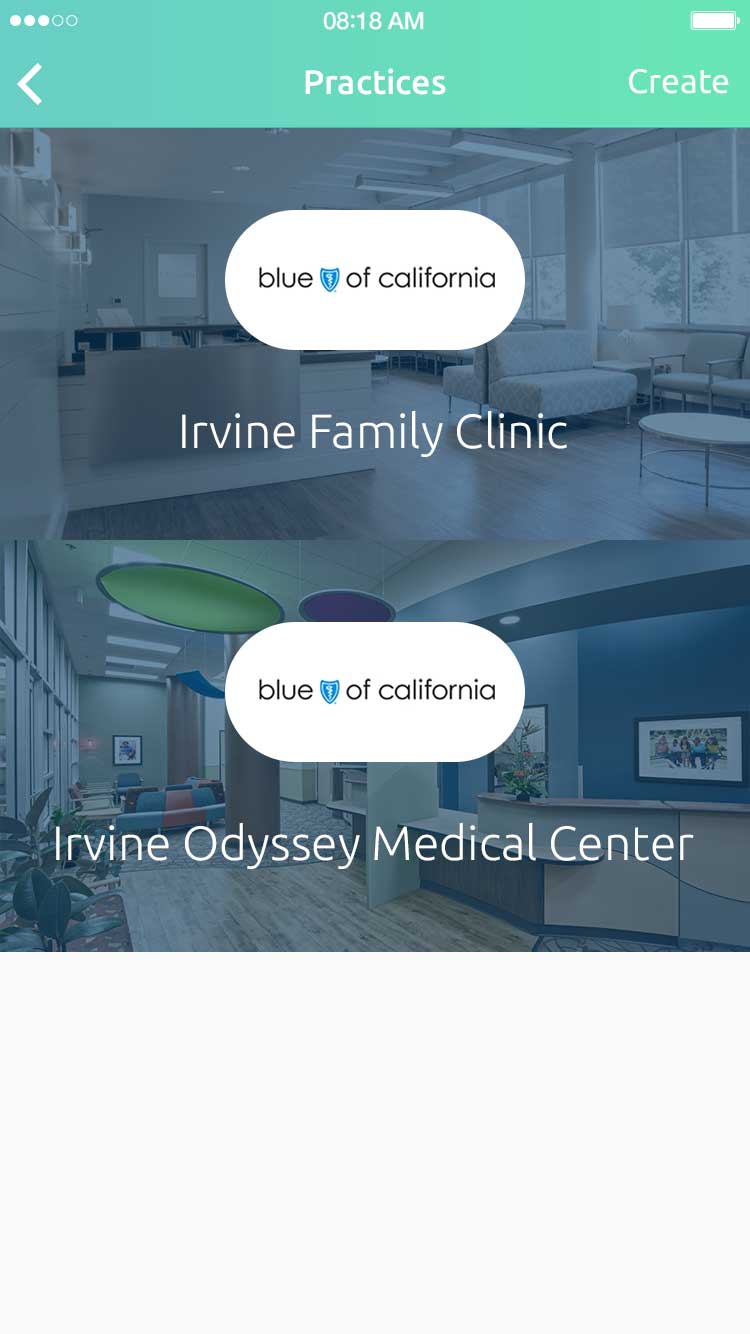 08:18 AM
Practices
Create
blue of california
Irvine Family Clinic
blue of california
Irvine Odyssey Medical Center